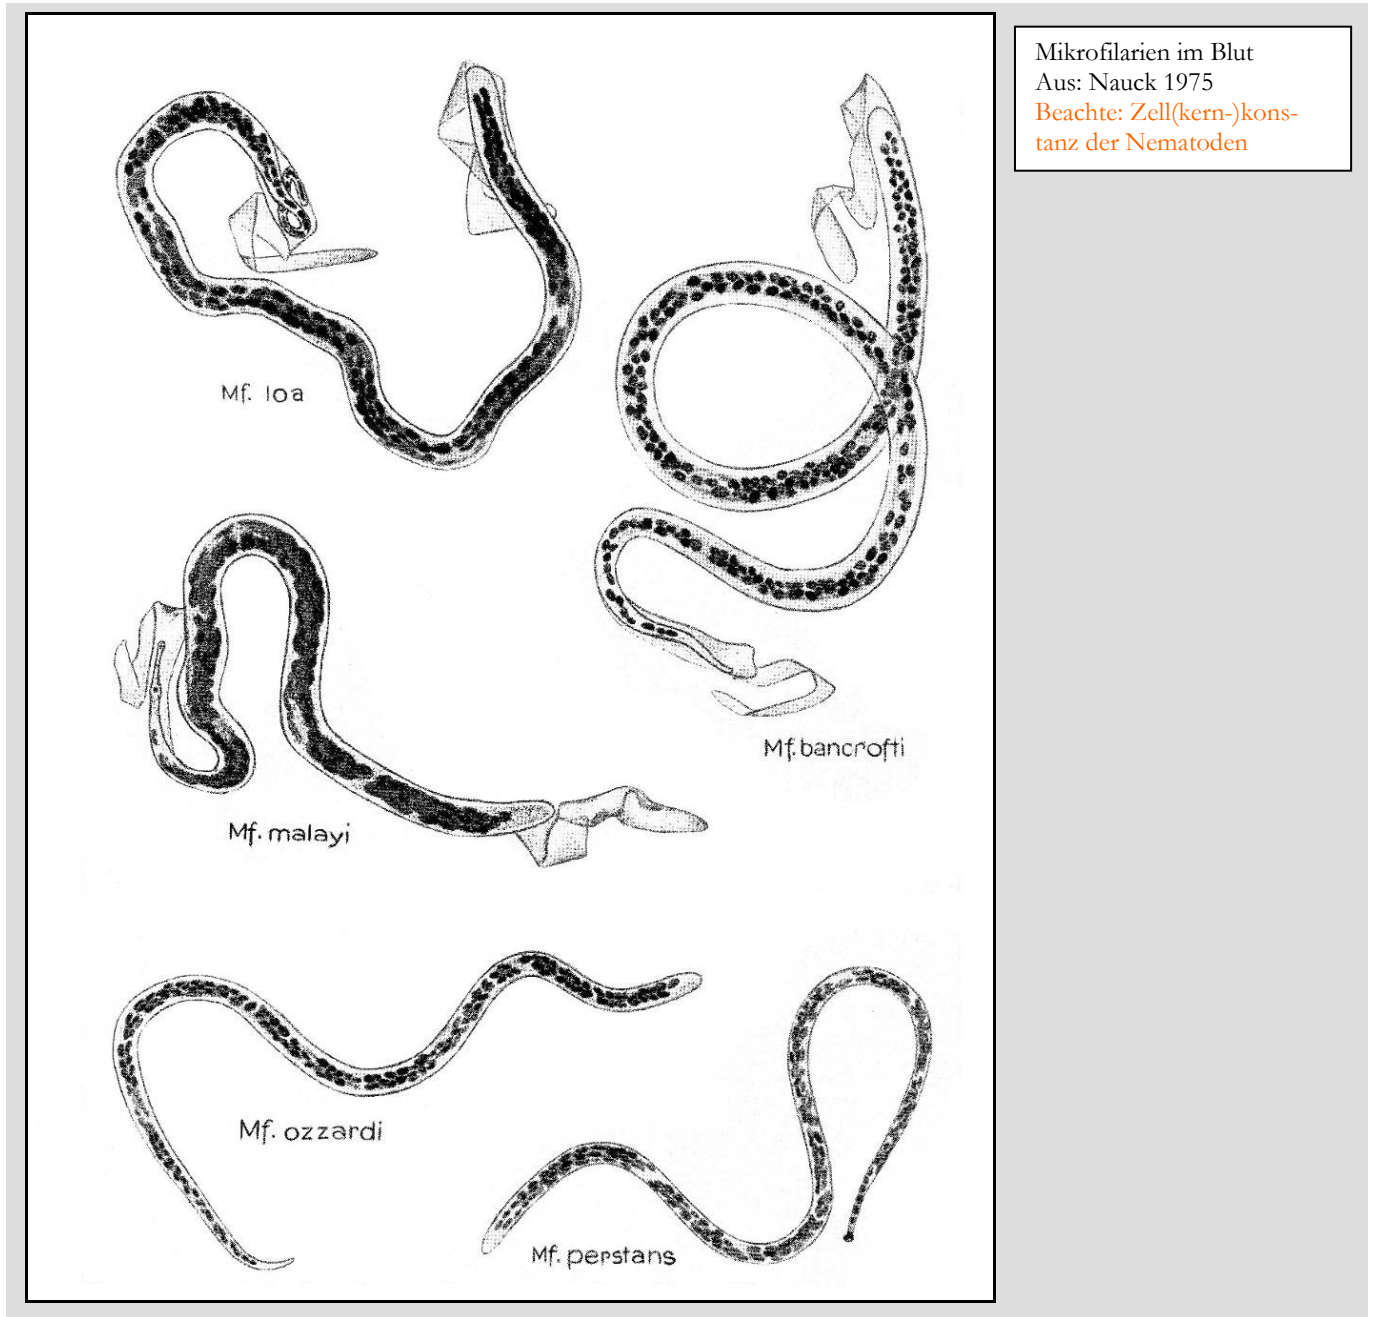 Mikrofilarien im Blut
Aus: Nauck 1975
Beachte: Zell(kern-)kons-
tanz der Nematoden
Mf. loa
Mf. bancrofti
Mf. malayi
Mf. ozzardi
Mf. perstans